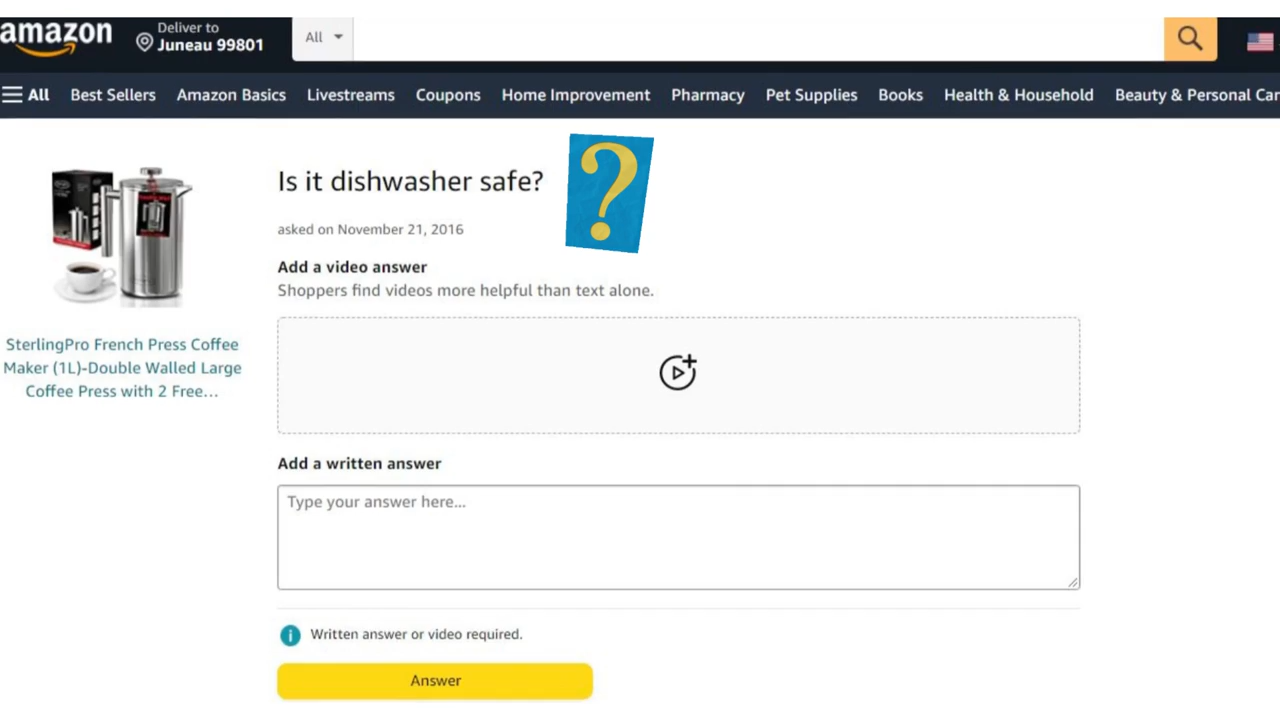 amazon
Deliver to
Juneau 99801
All
All Best Sellers Amazon Basics Livestreams Coupons Home Improvement Pharmacy Pet Supplies Books Health & Household Beauty & Personal Car
Is it dishwasher safe?
?
asked on November 21, 2016
Add a video answer
Shoppers find videos more helpful than text alone.
SterlingPro French Press Coffee
Maker (1L)-Double Walled Large
Coffee Press with 2 Free...
Add a written answer
Type your answer here...
i Written answer or video required.
Answer